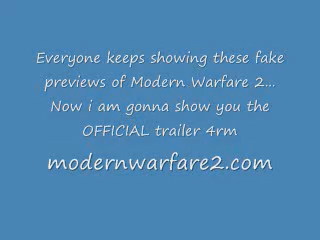 Everyone keeps showing these fake
previews of Modern Warfare 2...
Now i am gonna show you the
OFFICIAL trailer 4rm
modernwarfare2.com